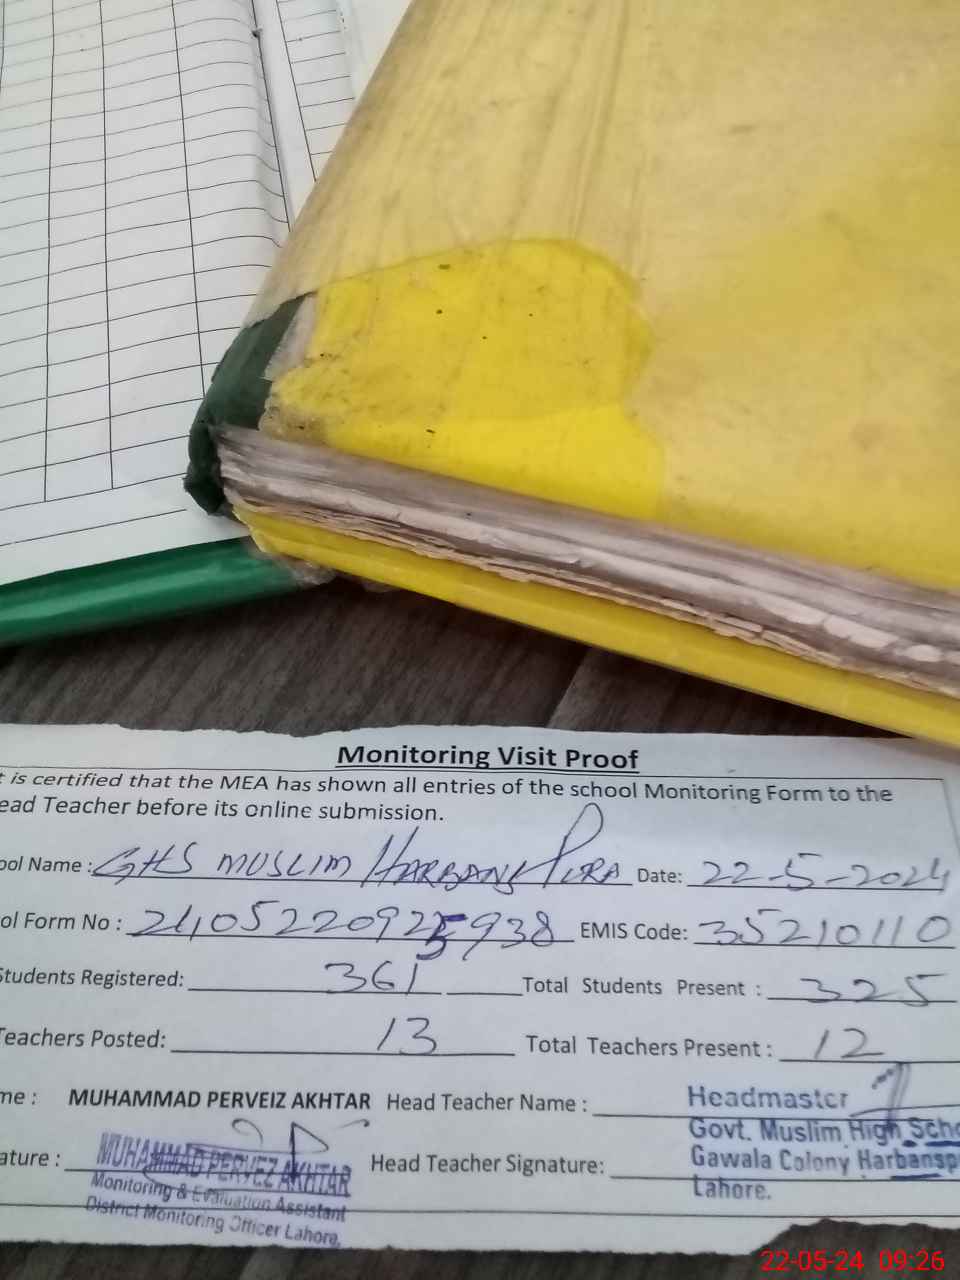 Monitoring Visit Proof
t is certified that the MEA has shown all entries of the school Monitoring Form to the
ead Teacher before its online submission.
ool Name : GHS MUSLIM HARBANS PURA Date: 22-5-2024
ol Form No : 2405220925938 EMIS Code: 35210110
Students Registered: 361 Total Students Present : 325
Teachers Posted: 13 Total Teachers Present : 12
me : MUHAMMAD PERVEIZ AKHTAR Head Teacher Name :
Headmaster
Govt. Muslim High Scho
Gawala Colony Harbansp
Lahore.
ature : Head Teacher Signature:
MUHAMMAD PERVEZ AKHTAR
Monitoring & Evaluation Assistant
District Monitoring Officer Lahore.
22-05-24 09:26